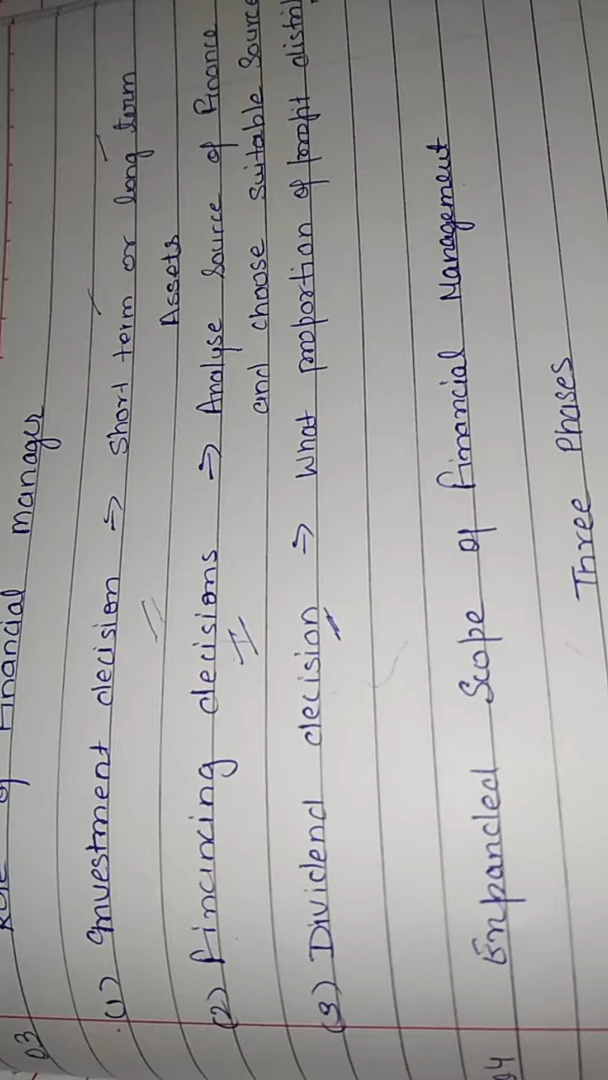 Q3 Role of Financial manager
(1) Investment decision ⇒ Short term or long term
Assets
(2) Financing decisions ⇒ Analyse Source of Finance
and choose suitable Source
(3) Dividend decision ⇒ What proportion of profit distri
Q4 Expanded Scope of Financial Management
Three Phases